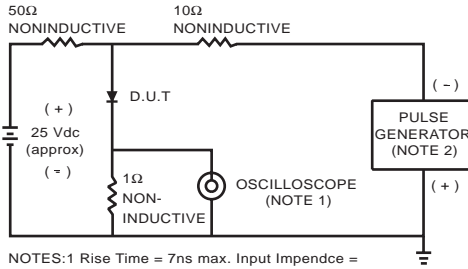 50Ω
NONINDUCTIVE
10Ω
NONINDUCTIVE
D.U.T
(+)
25 Vdc
(approx)
(-)
1Ω
NON-
INDUCTIVE
OSCILLOSCOPE
(NOTE 1)
(-)
PULSE
GENERATOR
(NOTE 2)
(+)
NOTES:1 Rise Time = 7ns max. Input Impendce =